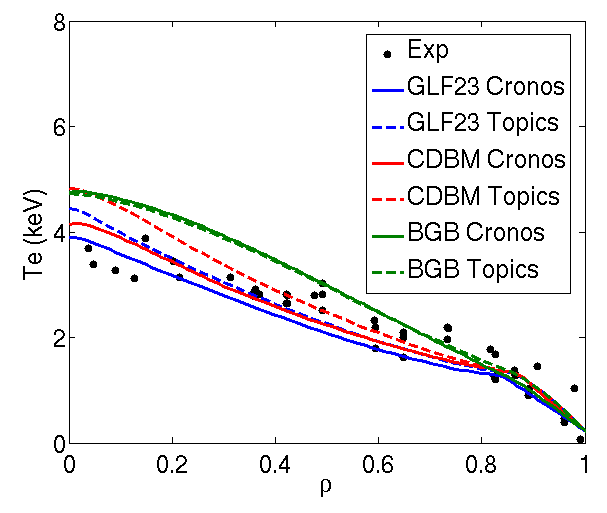 8
6
4
2
0
Te (keV)
Exp
GLF23 Cronos
GLF23 Topics
CDBM Cronos
CDBM Topics
BGB Cronos
BGB Topics
0 0.2 0.4 0.6 0.8 1
ρ